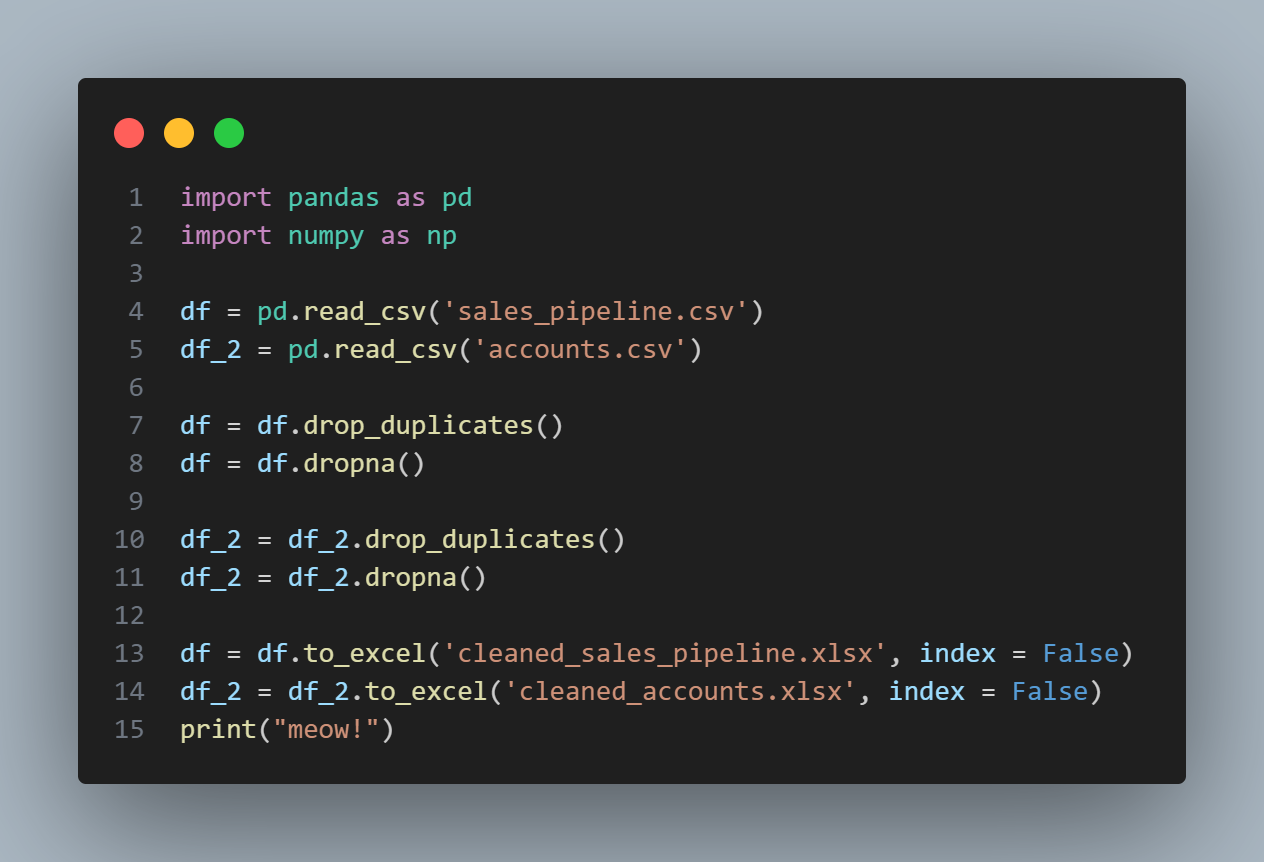 1 import pandas as pd
2 import numpy as np
3
4 df = pd.read_csv('sales_pipeline.csv')
5 df_2 = pd.read_csv('accounts.csv')
6
7 df = df.drop_duplicates()
8 df = df.dropna()
9
10 df_2 = df_2.drop_duplicates()
11 df_2 = df_2.dropna()
12
13 df = df.to_excel('cleaned_sales_pipeline.xlsx', index = False)
14 df_2 = df_2.to_excel('cleaned_accounts.xlsx', index = False)
15 print("meow!")